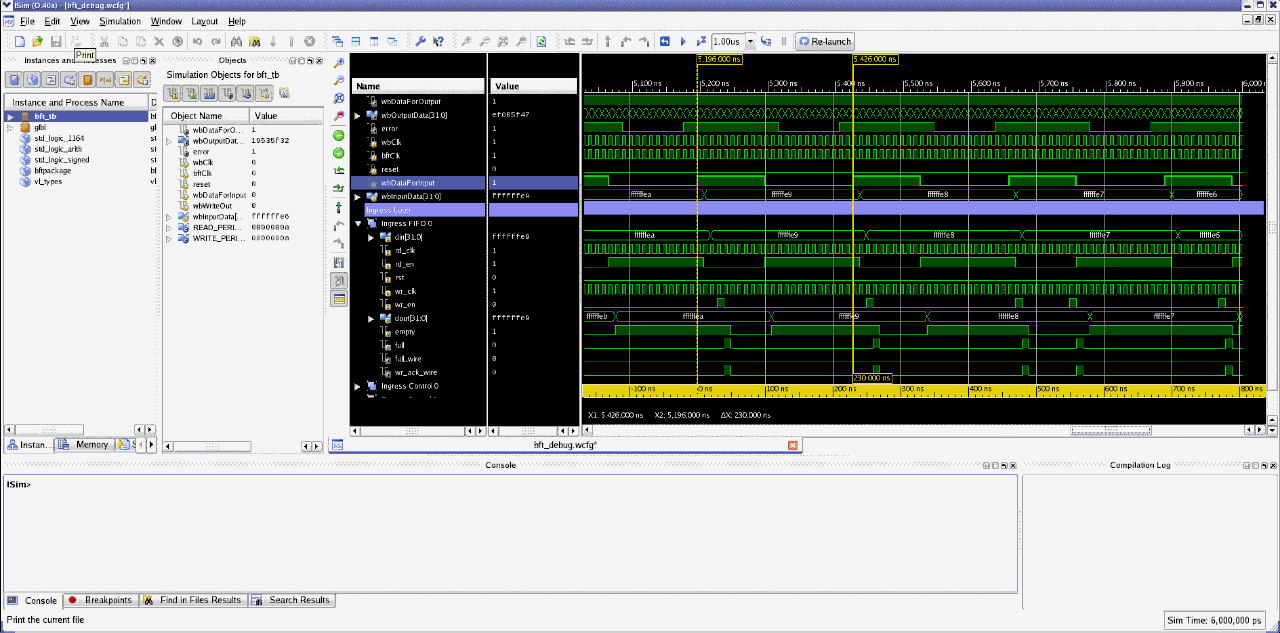 ISim (O.40a) - [bft_debug.wcfg*]
File Edit View Simulation Window Layout Help
1.00us Re-launch
Print
Instances and Processes
Instance and Process Name
bft_tb
glbl
std_logic_1164
std_logic_arith
std_logic_signed
bftpackage
vl_types
Instan... Memory
Objects
Simulation Objects for bft_tb
Object Name Value
wbDataForO... 1
wbOutputDat... 19535f32
error 1
wbClk 0
bftClk 0
reset 0
wbDataForInput 0
wbWriteOut 0
wbInputData[... ffffffe6
READ_PERI... 0000000a
WRITE_PERI... 0000000a
Name Value
wbDataForOutput 1
wbOutputData[31:0] ef085f47
error 1
wbClk 1
bftClk 1
reset 0
wbDataForInput 1
wbInputData[31:0] ffffffe9
Ingress FIFO 0
din[31:0] ffffffe9
rd_clk 1
rd_en 1
rst 0
wr_clk 1
wr_en 0
dout[31:0] ffffffe9
empty 1
full 0
full_wire 0
wr_ack_wire 0
Ingress Control 0
5,196.000 ns 5,426.000 ns
5,100 ns 5,200 ns 5,300 ns 5,400 ns 5,500 ns 5,600 ns 5,700 ns 5,800 ns 5,900 ns 6,000
ffffffea ffffffe9 ffffffe8 ffffffe7 ffffffe6
ffffffea ffffffe9 ffffffe8 ffffffe7 ffffffe6
ffffffeb ffffffea ffffffe9 ffffffe8 ffffffe7
230.000 ns
-100 ns -0 ns 100 ns 200 ns 300 ns 400 ns 500 ns 600 ns 700 ns 800 ns
X1: 5,426.000 ns X2: 5,196.000 ns ΔX: 230.000 ns
bft_debug.wcfg*
Console
ISim>
Compilation Log
Console Breakpoints Find in Files Results Search Results
Print the current file
Sim Time: 6,000,000 ps